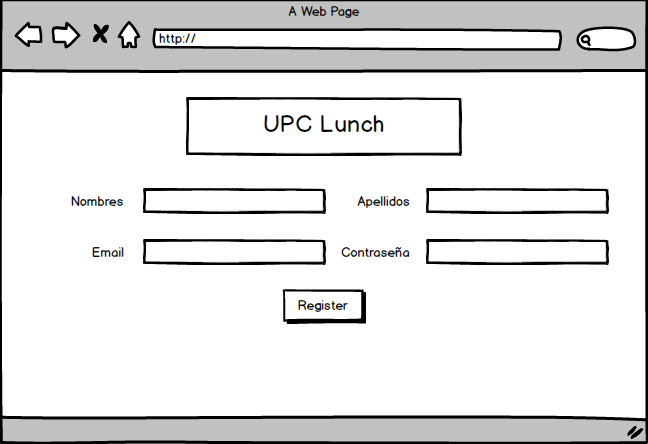 A Web Page
http://
UPC Lunch
Nombres
Apellidos
Email
Contraseña
Register